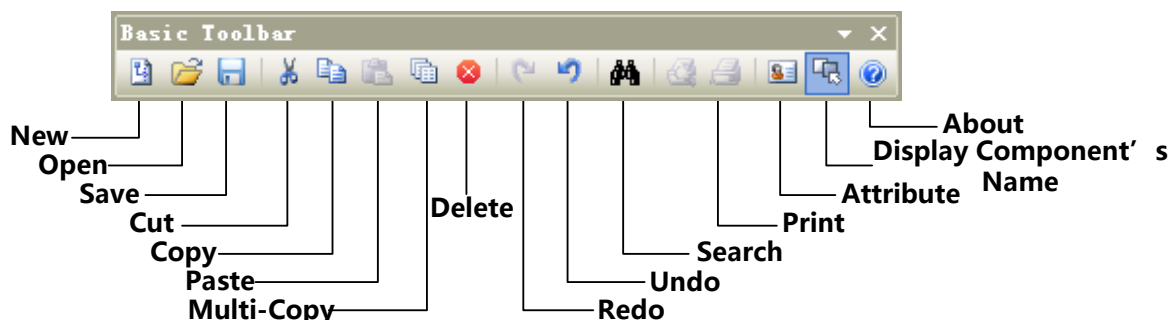 Basic Toolbar
New
Open
Save
Cut
Copy
Paste
Multi-Copy
Delete
Redo
Undo
Search
Print
Attribute
Display Component's
Name
About